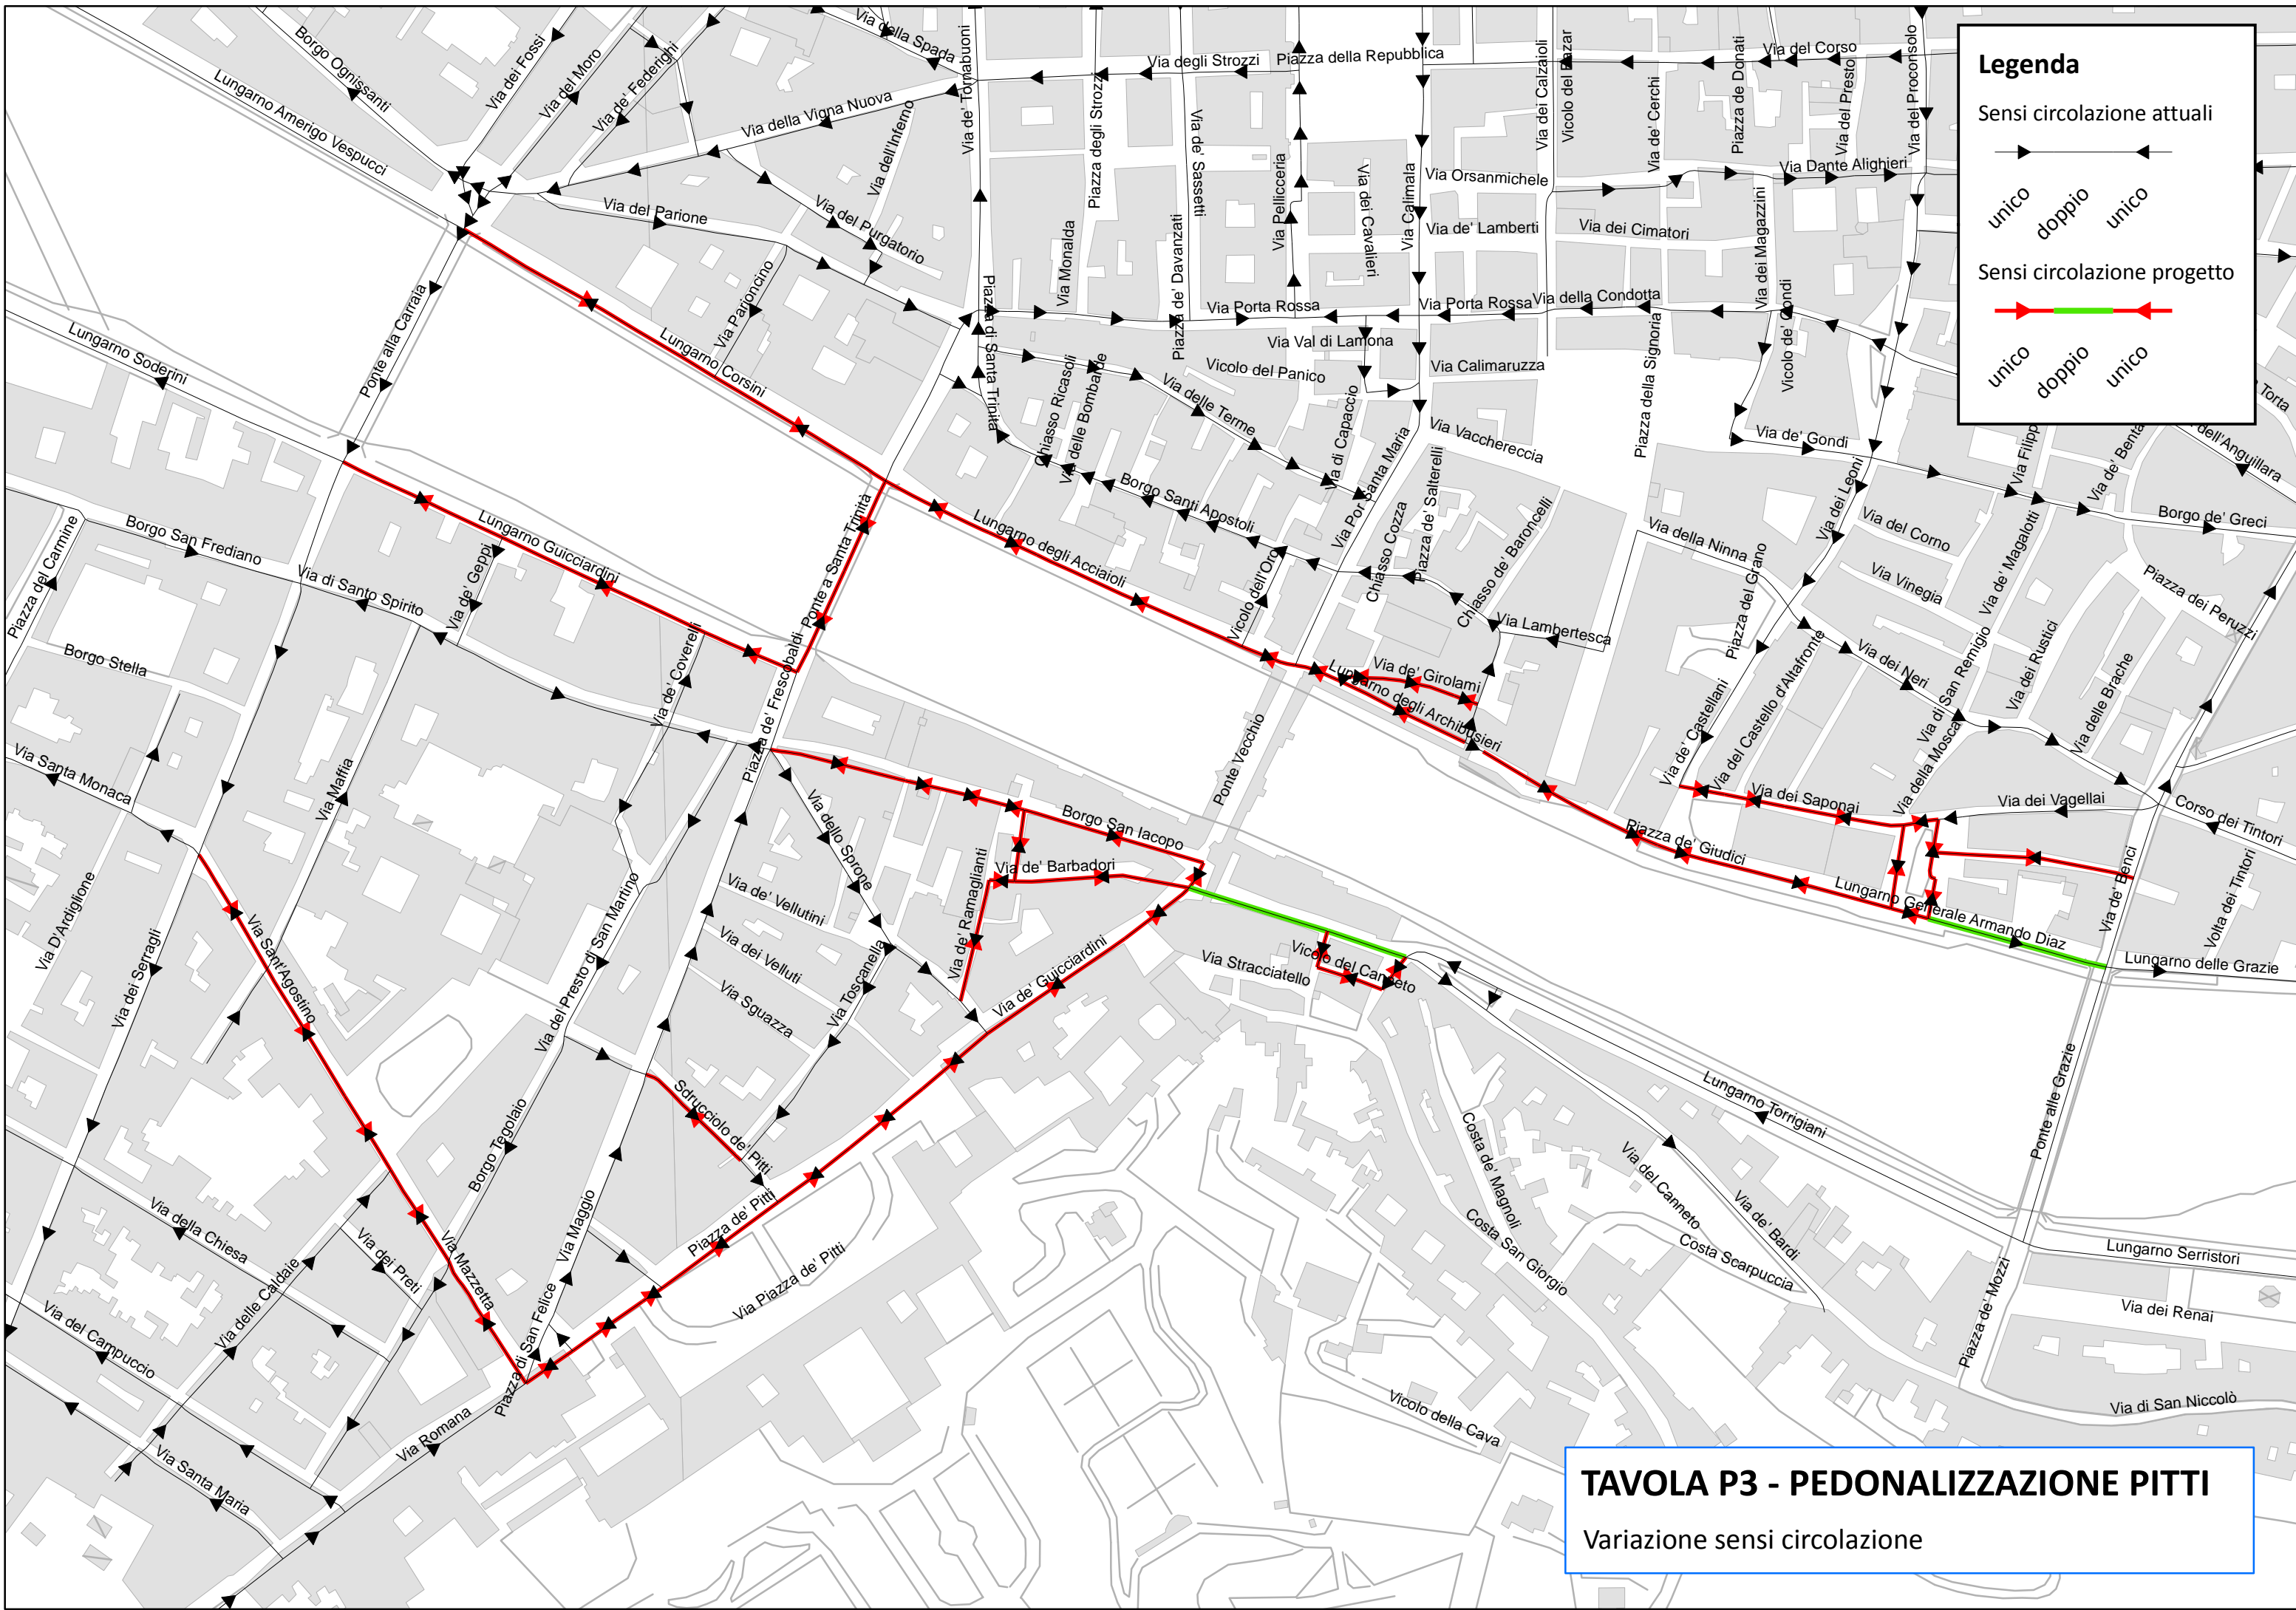 Legenda
Sensi circolazione attuali
unico
doppio
unico
Sensi circolazione progetto
unico
doppio
unico
Borgo Ognissanti
Via dei Fossi
Via del Moro
Via de' Federighi
Via della Spada
Via de' Tornabuoni
Via degli Strozzi
Piazza della Repubblica
Via dei Calzaioli
Vicolo del Bazar
Via del Corso
Via del Proconsolo
Lungarno Amerigo Vespucci
Via della Vigna Nuova
Via dell'Inferno
Piazza degli Strozzi
Via de' Sassetti
Via Pellicceria
Via dei Cavalieri
Via Calimala
Via Orsanmichele
Via de' Cerchi
Piazza de Donati
Via del Presto
Via Dante Alighieri
Via del Parione
Via del Purgatorio
Via Monalda
Piazza de' Davanzati
Via de' Lamberti
Via dei Cimatori
Via dei Magazzini
Via Parioncino
Piazza di Santa Trinita
Via Porta Rossa
Via Porta Rossa
Via della Condotta
Vicolo de' Gondi
Lungarno Soderini
Ponte alla Carraia
Lungarno Corsini
Via Val di Lamona
Vicolo del Panico
Via Calimaruzza
Piazza della Signoria
Chiasso Ricasoli
Via delle Bombarde
Via delle Terme
Via di Capaccio
Via Por Santa Maria
Via Vacchereccia
Via de' Gondi
Via dei Leoni
Via Filipp
Via de' Benta
dell'Anguillara
Torta
Borgo de' Greci
Borgo Santi Apostoli
Piazza de' Salterelli
Chiasso Cozza
Chiasso de' Baroncelli
Via della Ninna
Via del Corno
Via Vinegia
Via de' Magalotti
Piazza del Grano
Piazza dei Peruzzi
Piazza del Carmine
Borgo San Frediano
Via di Santo Spirito
Via de' Geppi
Lungarno Guicciardini
Ponte a Santa Trinità
Lungarno degli Acciaioli
Vicolo dell'Oro
Via Lambertesca
Via de' Girolami
Lungarno degli Archibusieri
Borgo Stella
Via de' Coverelli
Piazza de' Frescobaldi
Ponte Vecchio
Via de' Castellani
Via del Castello d'Altafronte
Via dei Neri
Via di San Remigio
Via dei Rustici
Via delle Brache
Via della Mosca
Via dei Saponai
Via dei Vagellai
Corso dei Tintori
Via Santa Monaca
Via Maffia
Via dello Sprone
Borgo San Iacopo
Via de' Barbadori
Via de' Ramaglianti
Piazza de' Giudici
Lungarno Generale Armando Diaz
Via de' Benci
Volta dei Tintori
Lungarno delle Grazie
Via D'Ardiglione
Via dei Serragli
Via Sant'Agostino
Via del Presto di San Martino
Via de' Vellutini
Via dei Velluti
Via Sguazza
Via Toscanella
Via de' Guicciardini
Via Stracciatello
Vicolo del Canneto
Sdrucciolo de' Pitti
Borgo Tegolaio
Lungarno Torrigiani
Ponte alle Grazie
Costa de' Magnoli
Via del Canneto
Via de' Bardi
Costa San Giorgio
Costa Scarpuccia
Via della Chiesa
Via dei Preti
Via Mazzetta
Via delle Caldaie
Via Maggio
Piazza de' Pitti
Via Piazza de' Pitti
Piazza di San Felice
Via del Campuccio
Via Romana
Via Santa Maria
Lungarno Serristori
Via dei Renai
Piazza de' Mozzi
Via di San Niccolò
Vicolo della Cava
TAVOLA P3 - PEDONALIZZAZIONE PITTI
Variazione sensi circolazione